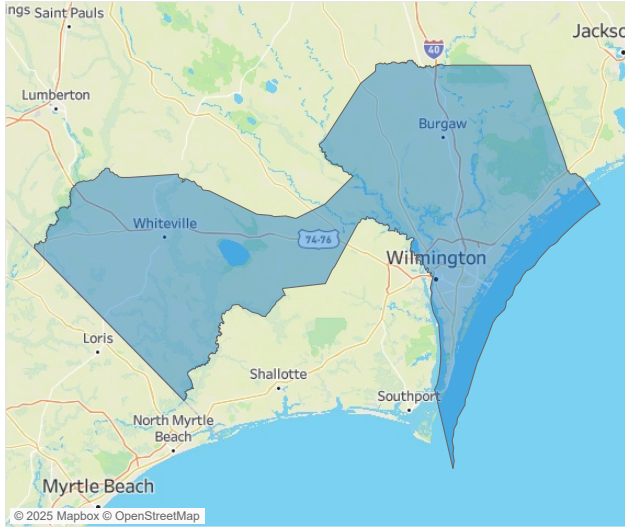 ngs Saint Pauls
Jackso
40
Lumberton
Burgaw
Whiteville
74-76
Wilmington
Loris
Shallotte
Southport
North Myrtle
Beach
Myrtle Beach
© 2025 Mapbox © OpenStreetMap